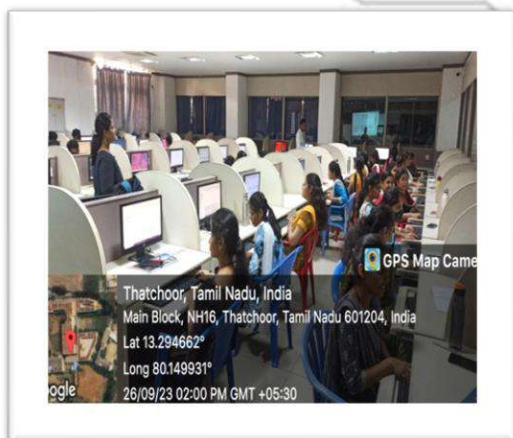 GPS Map Came
Thatchoor, Tamil Nadu, India
Main Block, NH16, Thatchoor, Tamil Nadu 601204, India
Lat 13.294662°
Long 80.149931°
26/09/23 02:00 PM GMT +05:30
ogle